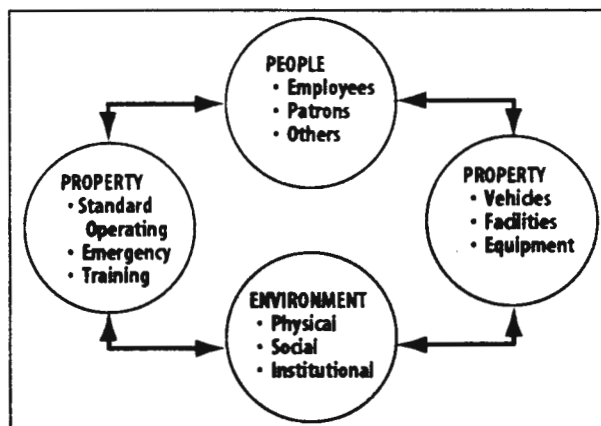 PEOPLE
• Employees
• Patrons
• Others
PROPERTY
• Standard
Operating
• Emergency
• Training
PROPERTY
• Vehicles
• Facilities
• Equipment
ENVIRONMENT
• Physical
• Social
• Institutional